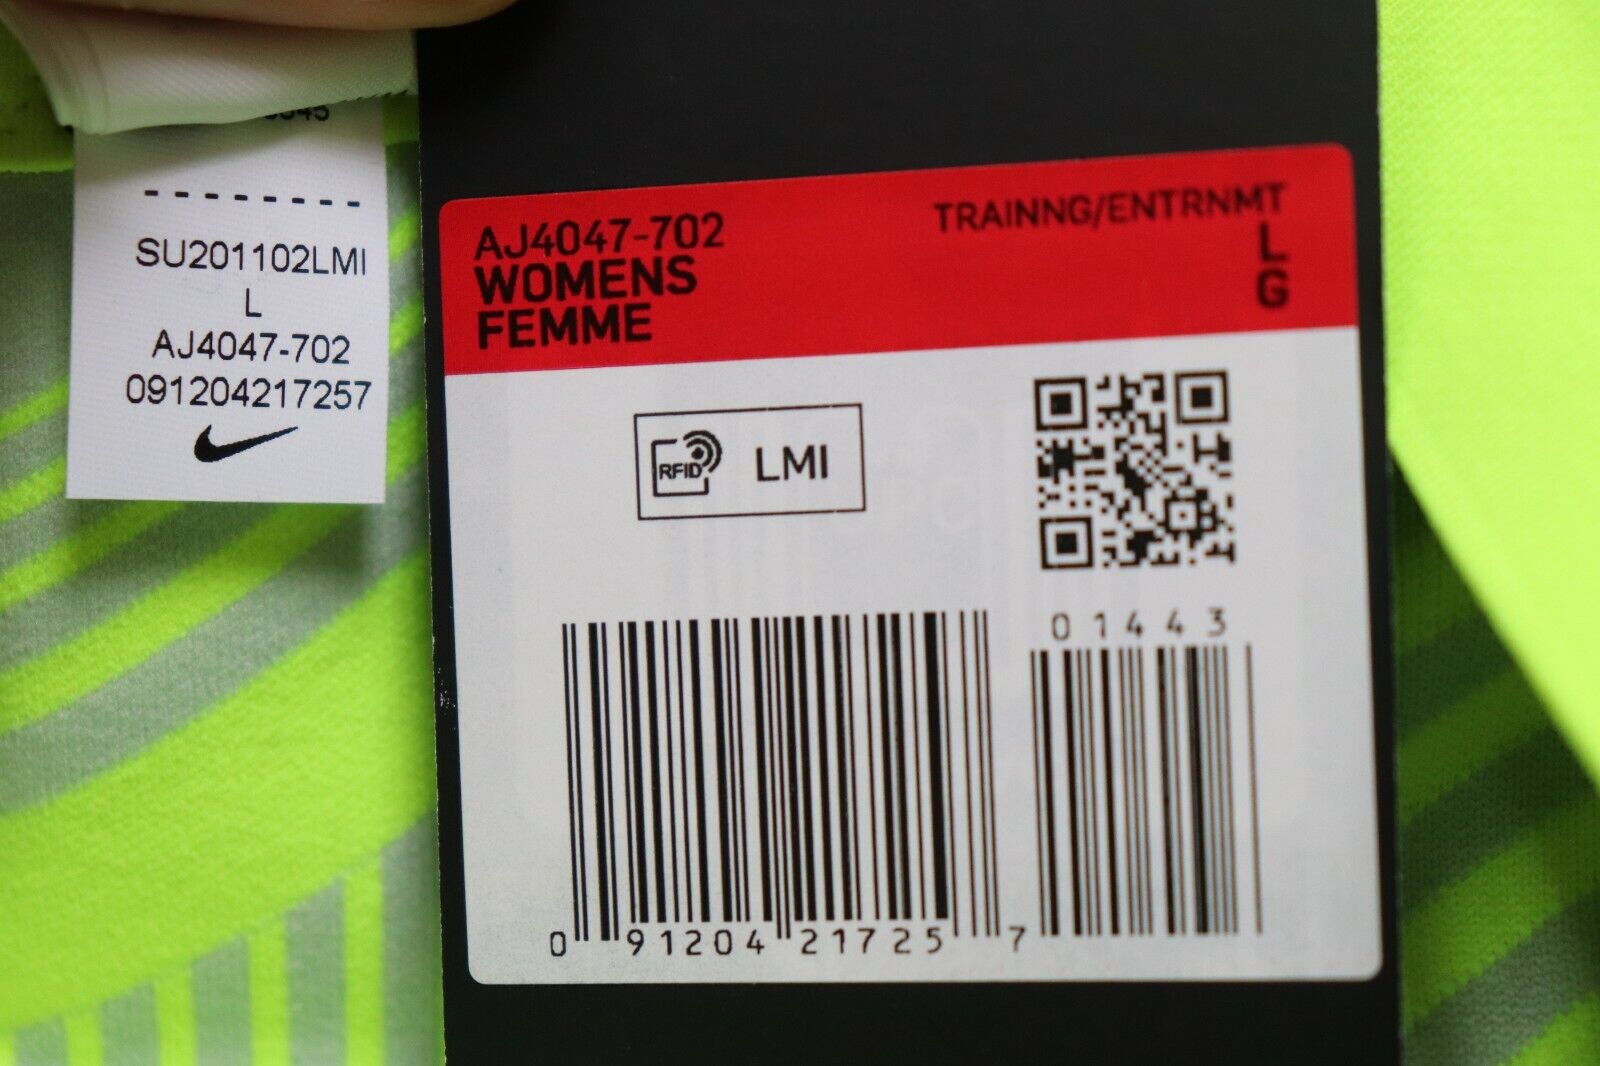 --------
SU201102LMI
L
AJ4047-702
091204217257
AJ4047-702
WOMENS
FEMME
TRAINNG/ENTRNMT
L
G
RFID
LMI
01443
0 91204 21725 7